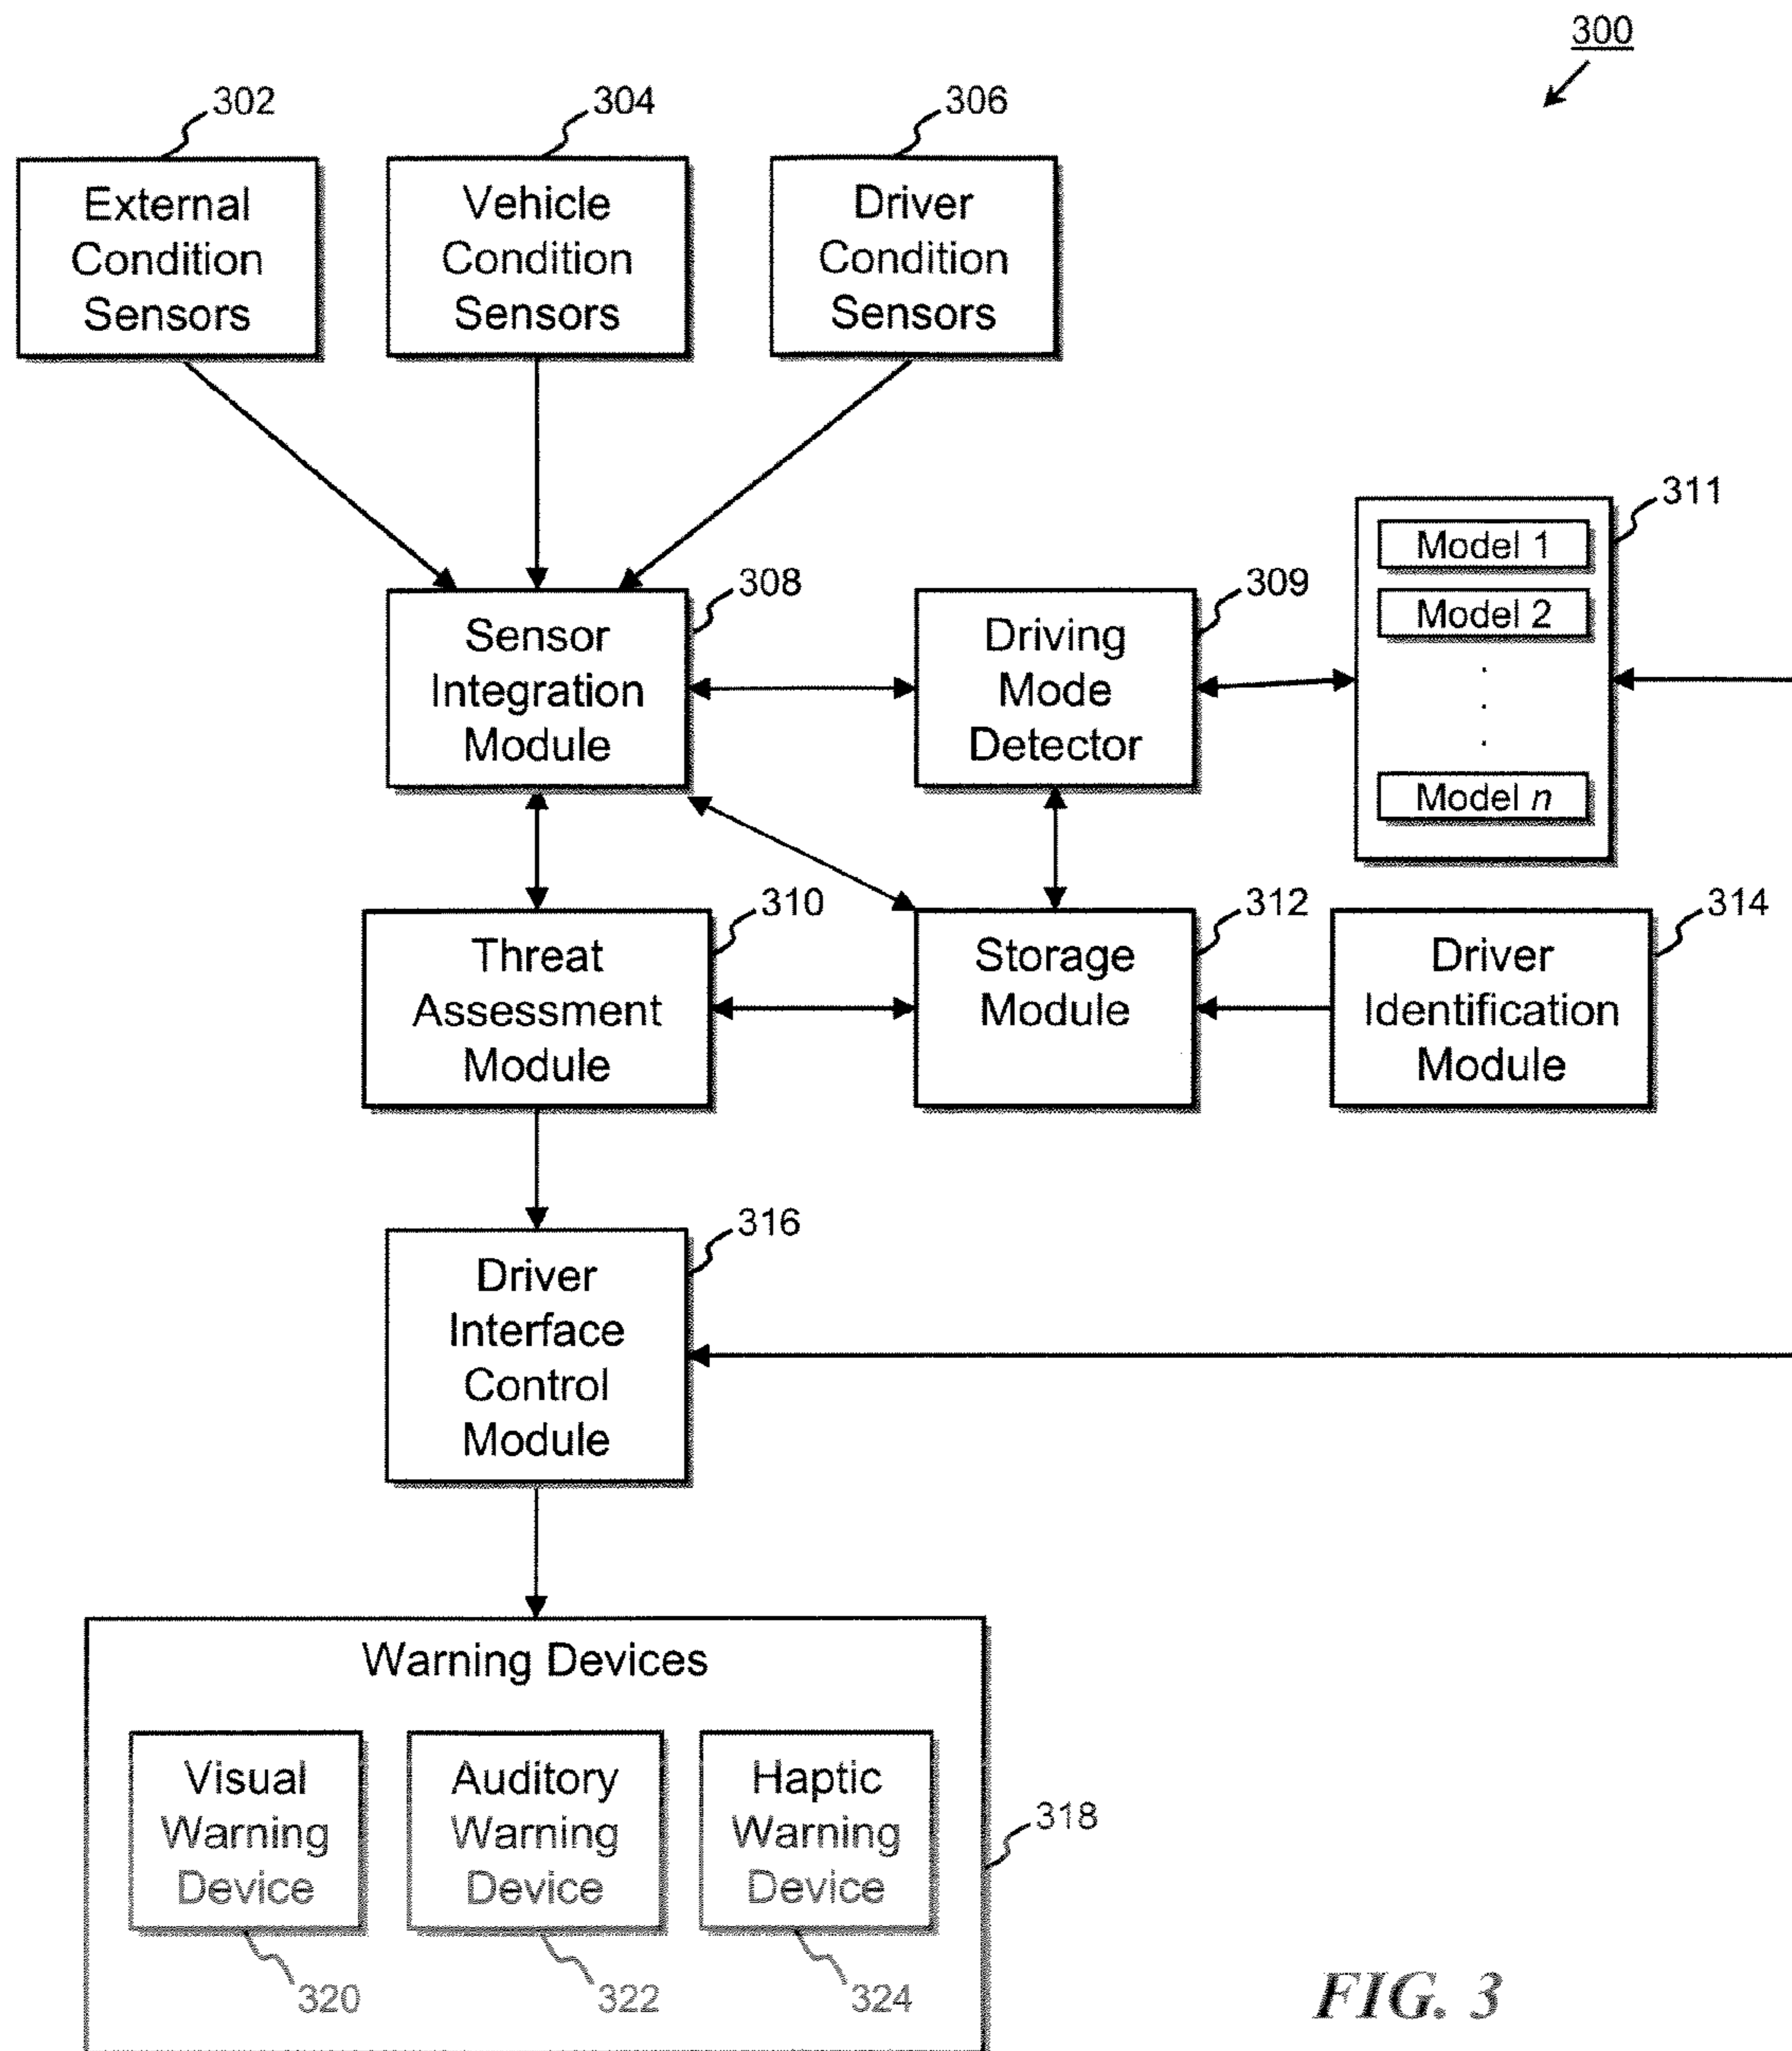 300
302
304
306
External
Condition
Sensors
Vehicle
Condition
Sensors
Driver
Condition
Sensors
311
Model 1
Model 2
.
.
.
Model n
308
Sensor
Integration
Module
309
Driving
Mode
Detector
310
Threat
Assessment
Module
312
Storage
Module
314
Driver
Identification
Module
316
Driver
Interface
Control
Module
Warning Devices
Visual
Warning
Device
Auditory
Warning
Device
Haptic
Warning
Device
318
320
322
324
FIG. 3